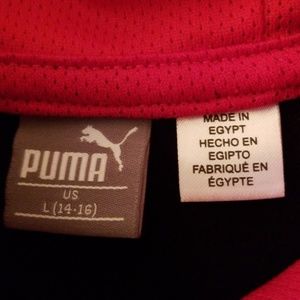 PUMA
US
L (14-16)
MADE IN
EGYPT
HECHO EN
EGIPTO
FABRIQUÉ EN
ÉGYPTE